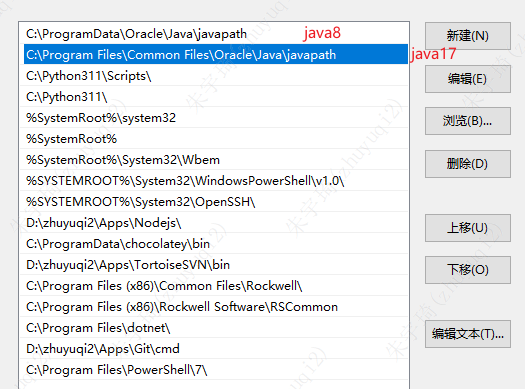 C:\ProgramData\Oracle\Java\javapath java8
C:\Program Files\Common Files\Oracle\Java\javapath java17
C:\Python311\Scripts\
C:\Python311\
%SystemRoot%\system32
%SystemRoot%
%SystemRoot%\System32\Wbem
%SYSTEMROOT%\System32\WindowsPowerShell\v1.0\
%SYSTEMROOT%\System32\OpenSSH\
D:\zhuyuqi2\Apps\Nodejs\
C:\ProgramData\chocolatey\bin
D:\zhuyuqi2\Apps\TortoiseSVN\bin
C:\Program Files (x86)\Common Files\Rockwell\
C:\Program Files (x86)\Rockwell Software\RSCommon
C:\Program Files\dotnet\
D:\zhuyuqi2\Apps\Git\cmd
C:\Program Files\PowerShell\7\
新建(N)
编辑(E)
浏览(B)...
删除(D)
上移(U)
下移(O)
编辑文本(T)...